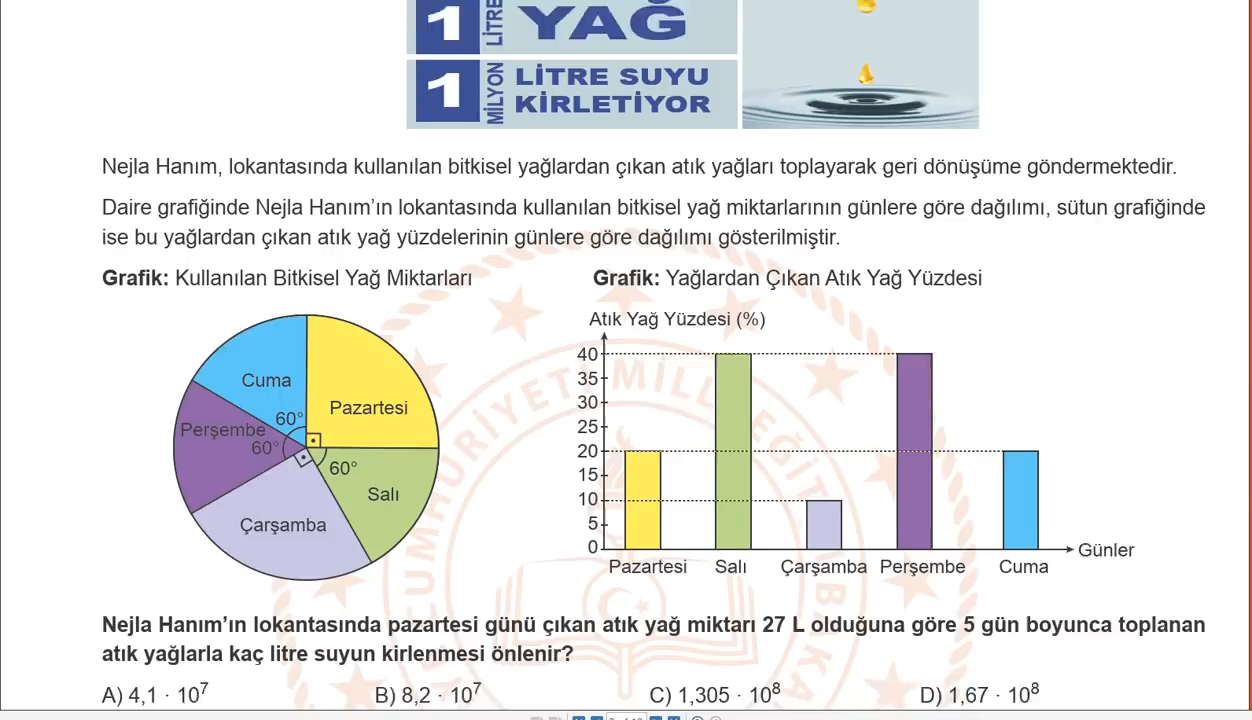 1 LİTRE YAĞ
1 MİLYON LİTRE SUYU
KİRLETİYOR
Nejla Hanım, lokantasında kullanılan bitkisel yağlardan çıkan atık yağları toplayarak geri dönüşüme göndermektedir.
Daire grafiğinde Nejla Hanım’ın lokantasında kullanılan bitkisel yağ miktarlarının günlere göre dağılımı, sütun grafiğinde
ise bu yağlardan çıkan atık yağ yüzdelerinin günlere göre dağılımı gösterilmiştir.
Grafik: Kullanılan Bitkisel Yağ Miktarları
Cuma
Pazartesi
60°
Perşembe
60°
60°
Salı
Çarşamba
Grafik: Yağlardan Çıkan Atık Yağ Yüzdesi
Atık Yağ Yüzdesi (%)
40
35
30
25
20
15
10
5
0
Günler
Pazartesi Salı Çarşamba Perşembe Cuma
Nejla Hanım’ın lokantasında pazartesi günü çıkan atık yağ miktarı 27 L olduğuna göre 5 gün boyunca toplanan
atık yağlarla kaç litre suyun kirlenmesi önlenir?
A) 4,1 · 10⁷ B) 8,2 · 10⁷ C) 1,305 · 10⁸ D) 1,67 · 10⁸